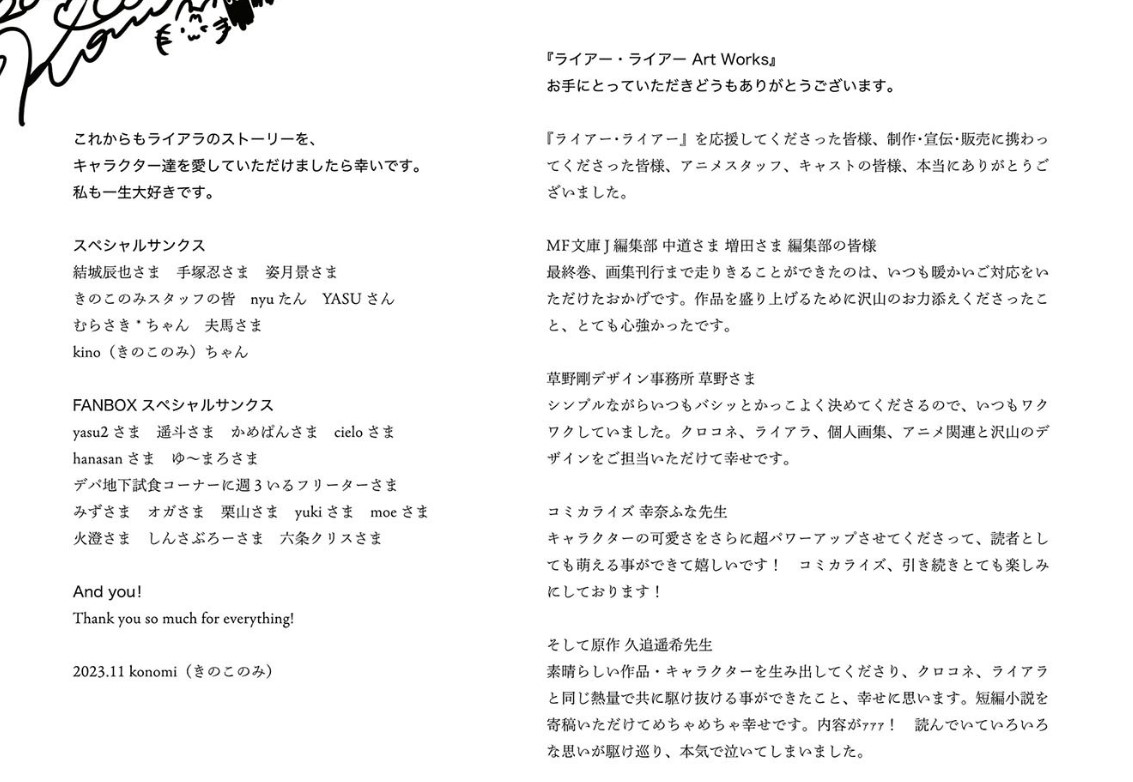 『ライアー・ライアー Art Works』
お手にとっていただきどうもありがとうございます。
『ライアー・ライアー』を応援してくださった皆様、制作・宣伝・販売に携わっ
てくださった皆様、アニメスタッフ、キャストの皆様、本当にありがとうご
ざいました。
MF文庫J編集部 中道さま 増田さま 編集部の皆様
最終巻、画集刊行まで走りきることができたのは、いつも暖かいご対応をい
ただけたおかげです。作品を盛り上げるために沢山のお力添えくださったこ
と、とても心強かったです。
草野剛デザイン事務所 草野さま
シンプルながらいつもバシッとかっこよく決めてくださるので、いつもワク
ワクしていました。クロコネ、ライアラ、個人画集、アニメ関連と沢山のデ
ザインをご担当いただけて幸せです。
コミカライズ 幸奈ふな先生
キャラクターの可愛さをさらに超パワーアップさせてくださって、読者とし
ても萌える事ができて嬉しいです！　コミカライズ、引き続きとても楽しみ
にしております！
そして原作 久追遥希先生
素晴らしい作品・キャラクターを生み出してくださり、クロコネ、ライアラ
と同じ熱量で共に駆け抜ける事ができたこと、幸せに思います。短編小説を
寄稿いただけてめちゃめちゃ幸せです。内容がｧｧｧ！　読んでいていろいろ
な思いが駆け巡り、本気で泣いてしまいました。
これからもライアラのストーリーを、
キャラクター達を愛していただけましたら幸いです。
私も一生大好きです。
スペシャルサンクス
結城辰也さま　手塚忍さま　姿月景さま
きのこのみスタッフの皆　nyuたん　YASUさん
むらさき＊ちゃん　夫馬さま
kino（きのこのみ）ちゃん
FANBOX スペシャルサンクス
yasu2さま　遥斗さま　かめぱんさま　cieloさま
hanasanさま　ゆ〜まろさま
デパ地下試食コーナーに週3いるフリーターさま
みずさま　オガさま　栗山さま　yukiさま　moeさま
火澄さま　しんさぶろーさま　六条クリスさま
And you!
Thank you so much for everything!
2023.11 konomi（きのこのみ）